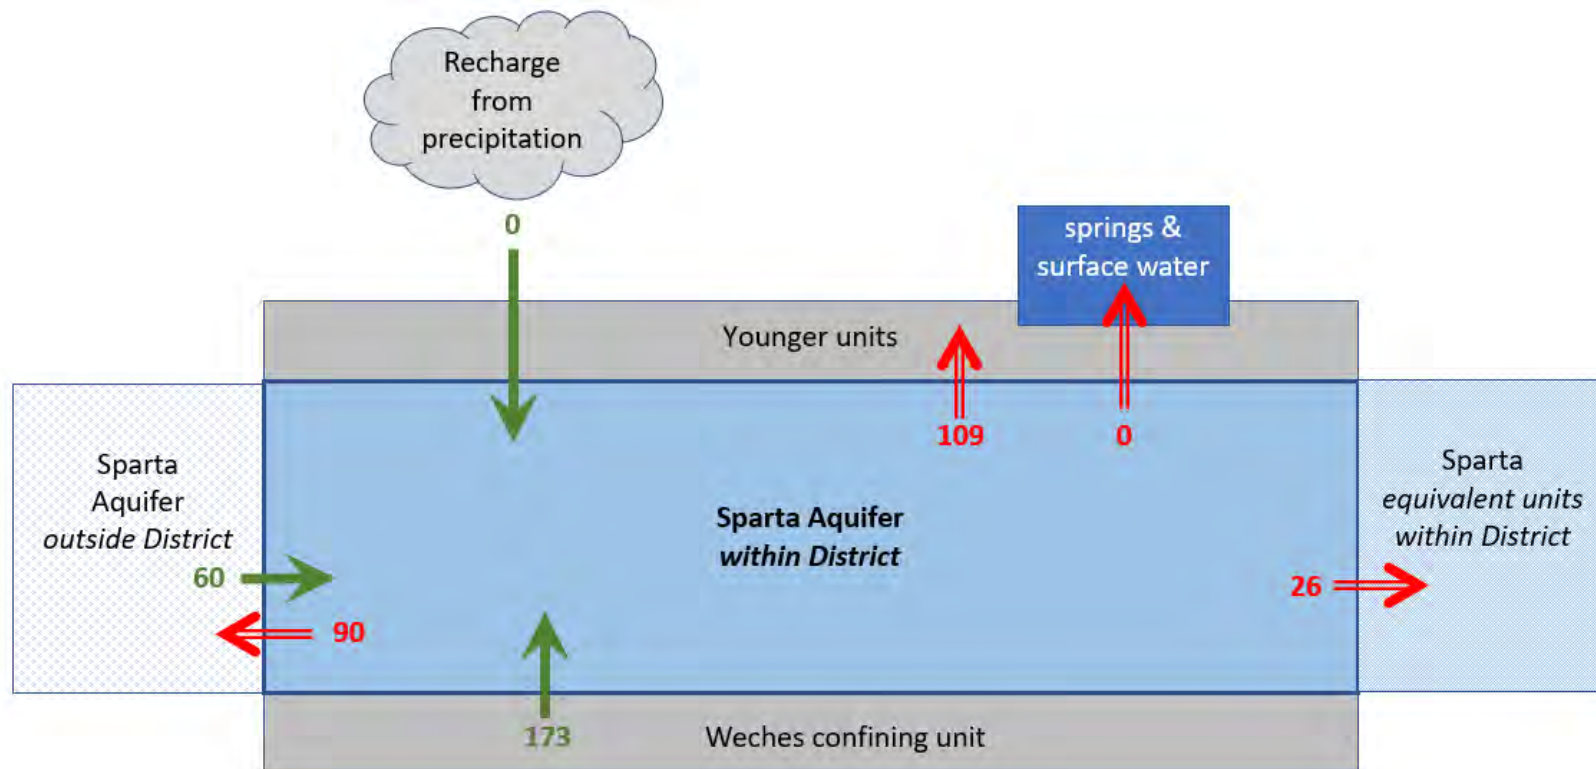 Recharge
from
precipitation
0
springs &
surface water
Younger units
109
0
Sparta
Aquifer
outside District
60
90
Sparta Aquifer
within District
Sparta
equivalent units
within District
26
173
Weches confining unit